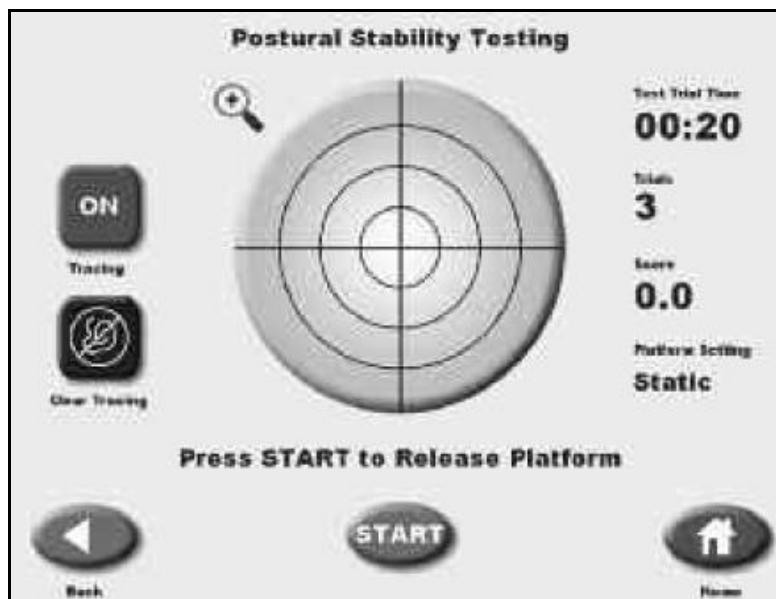 Postural Stability Testing
Test Trial Time
00:20
ON
Trials
3
Tracing
Score
0.0
Platform Setting
Static
Clear Tracing
Press START to Release Platform
START
Back
Home